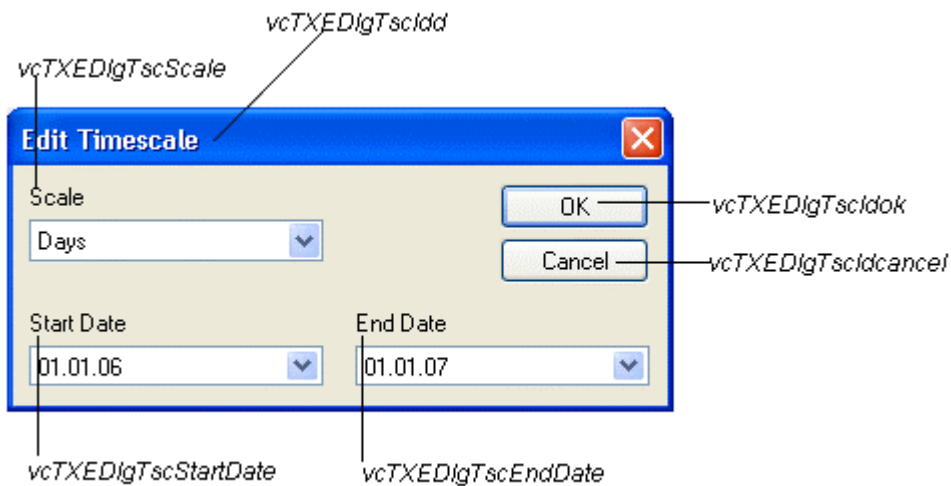 vcTXEDlgTscIdd
vcTXEDlgTscScale
Edit Timescale
Scale
OK
vcTXEDlgTscIdok
Days
Cancel
vcTXEDlgTscIdcancel
Start Date
End Date
01.01.06
01.01.07
vcTXEDlgTscStartDate
vcTXEDlgTscEndDate